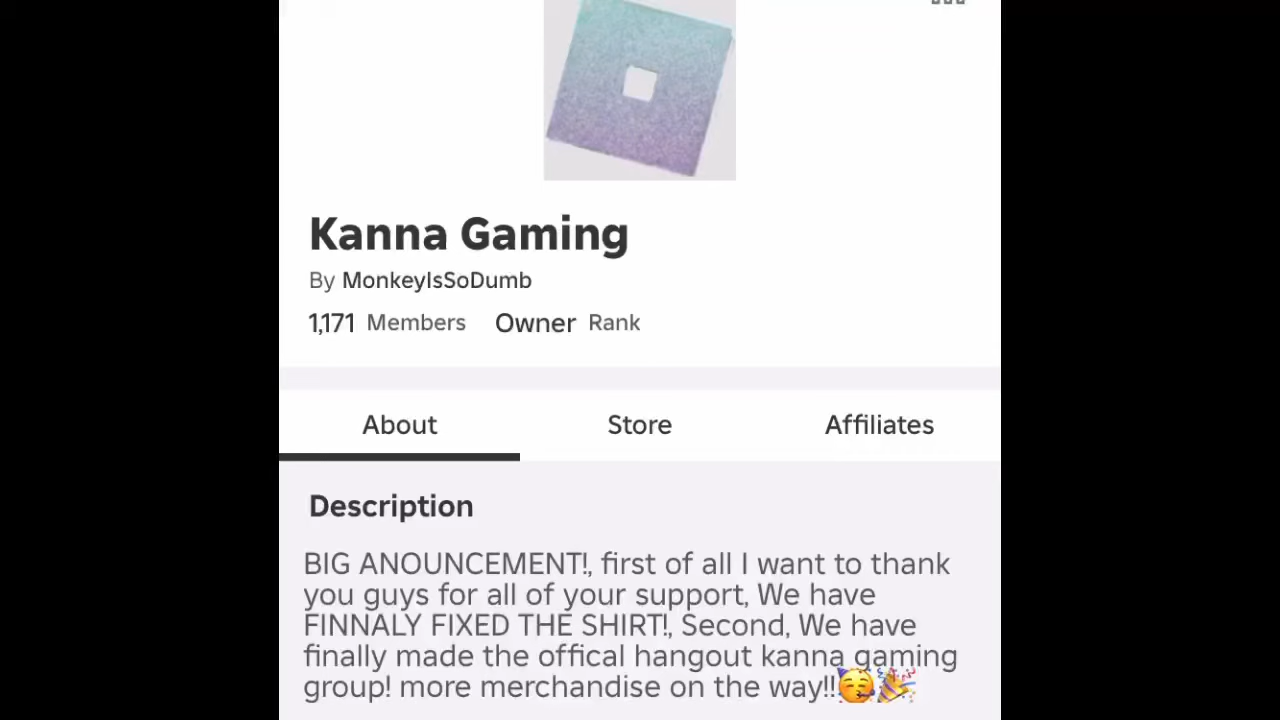 Kanna Gaming
By MonkeyIsSoDumb
1,171 Members Owner Rank
About Store Affiliates
Description
BIG ANOUNCEMENT!, first of all I want to thank
you guys for all of your support, We have
FINNALY FIXED THE SHIRT!, Second, We have
finally made the offical hangout kanna gaming
group! more merchandise on the way!!🥳🎉